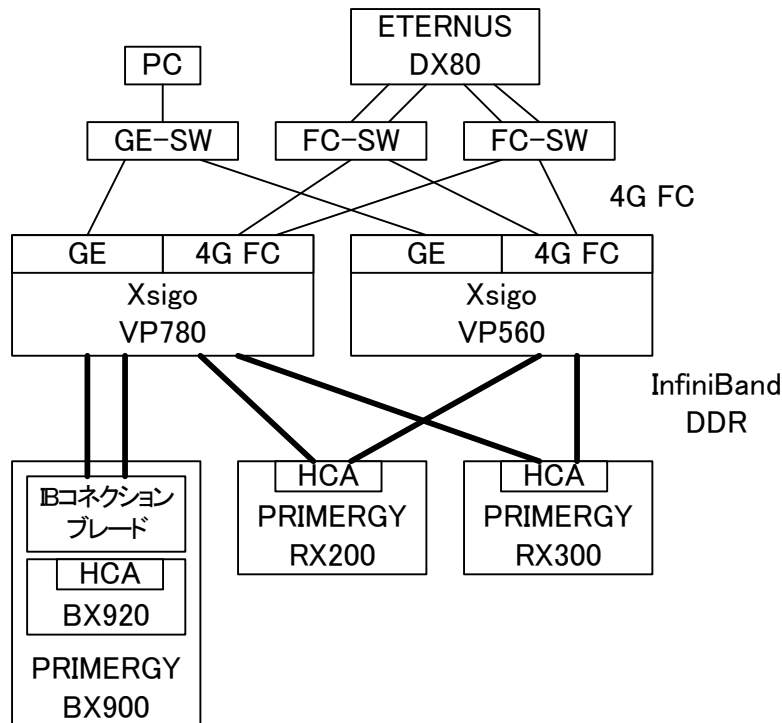 ETERNUS
DX80
PC
GE-SW
FC-SW
FC-SW
4G FC
GE
4G FC
GE
4G FC
Xsigo
VP780
Xsigo
VP560
InfiniBand
DDR
IBコネクション
ブレード
HCA
BX920
PRIMERGY
BX900
HCA
PRIMERGY
RX200
HCA
PRIMERGY
RX300